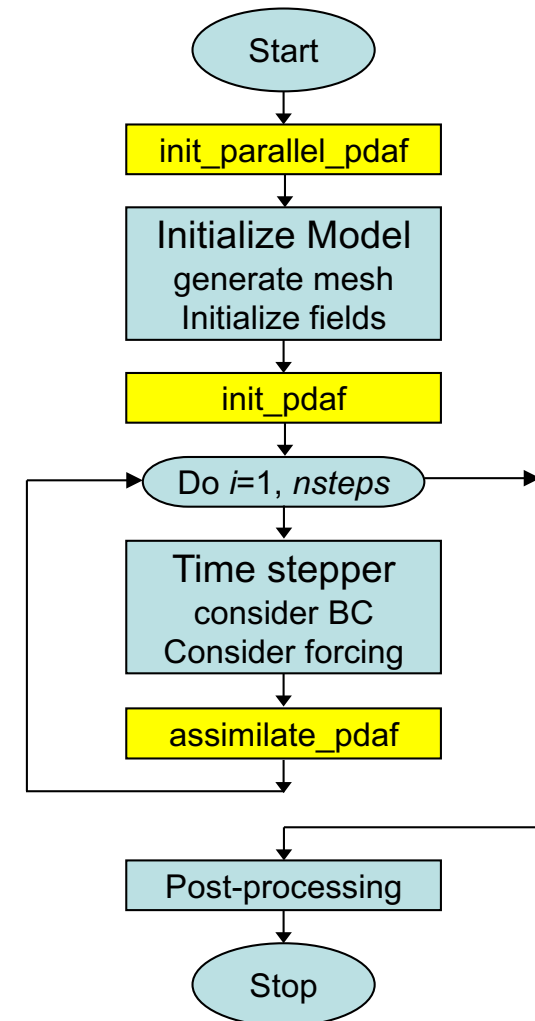 Start
init_parallel_pdaf
Initialize Model
generate mesh
Initialize fields
init_pdaf
Do i=1, nsteps
Time stepper
consider BC
Consider forcing
assimilate_pdaf
Post-processing
Stop